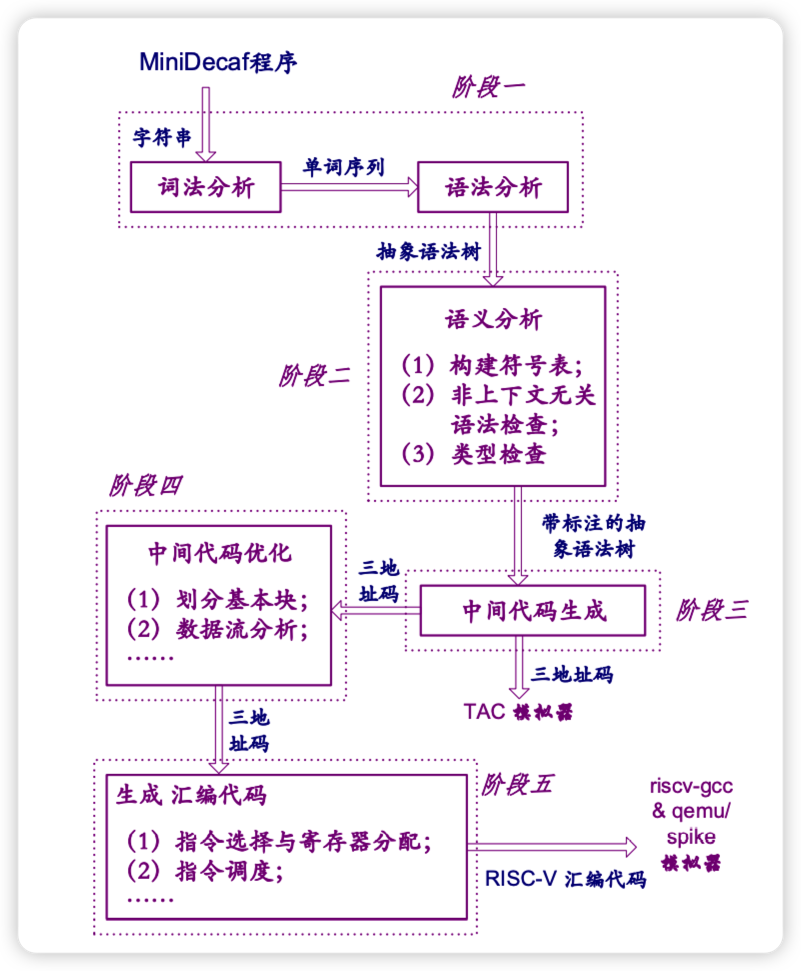 MiniDecaf程序
阶段一
字符串
单词序列
词法分析
语法分析
抽象语法树
语义分析
(1) 构建符号表;
(2) 非上下文无关
语法检查;
(3) 类型检查
阶段二
带标注的抽
象语法树
阶段四
中间代码优化
(1) 划分基本块;
(2) 数据流分析;
······
三地
址码
中间代码生成
阶段三
三地址码
TAC 模拟器
三地
址码
阶段五
生成 汇编代码
(1) 指令选择与寄存器分配;
(2) 指令调度;
······
RISC-V 汇编代码
riscv-gcc
& qemu/
spike
模拟器